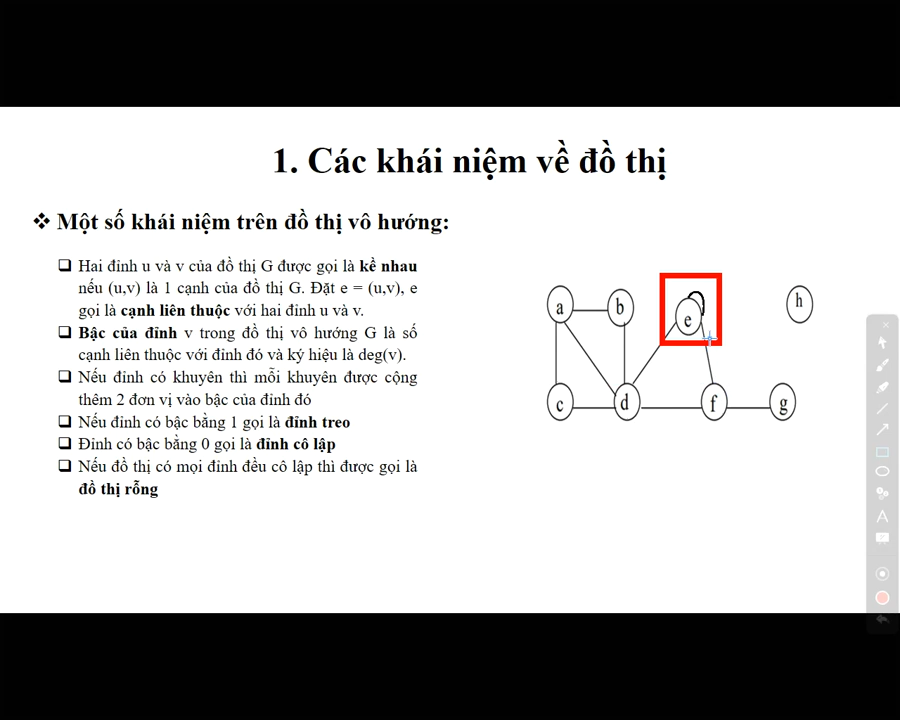 1. Các khái niệm về đồ thị
❖ Một số khái niệm trên đồ thị vô hướng:
❑ Hai đỉnh u và v của đồ thị G được gọi là kề nhau
nếu (u,v) là 1 cạnh của đồ thị G. Đặt e = (u,v), e
gọi là cạnh liên thuộc với hai đỉnh u và v.
❑ Bậc của đỉnh v trong đồ thị vô hướng G là số
cạnh liên thuộc với đỉnh đó và ký hiệu là deg(v).
❑ Nếu đỉnh có khuyên thì mỗi khuyên được cộng
thêm 2 đơn vị vào bậc của đỉnh đó
❑ Nếu đỉnh có bậc bằng 1 gọi là đỉnh treo
❑ Đỉnh có bậc bằng 0 gọi là đỉnh cô lập
❑ Nếu đồ thị có mọi đỉnh đều cô lập thì được gọi là
đồ thị rỗng
a b e h
c d f g
A